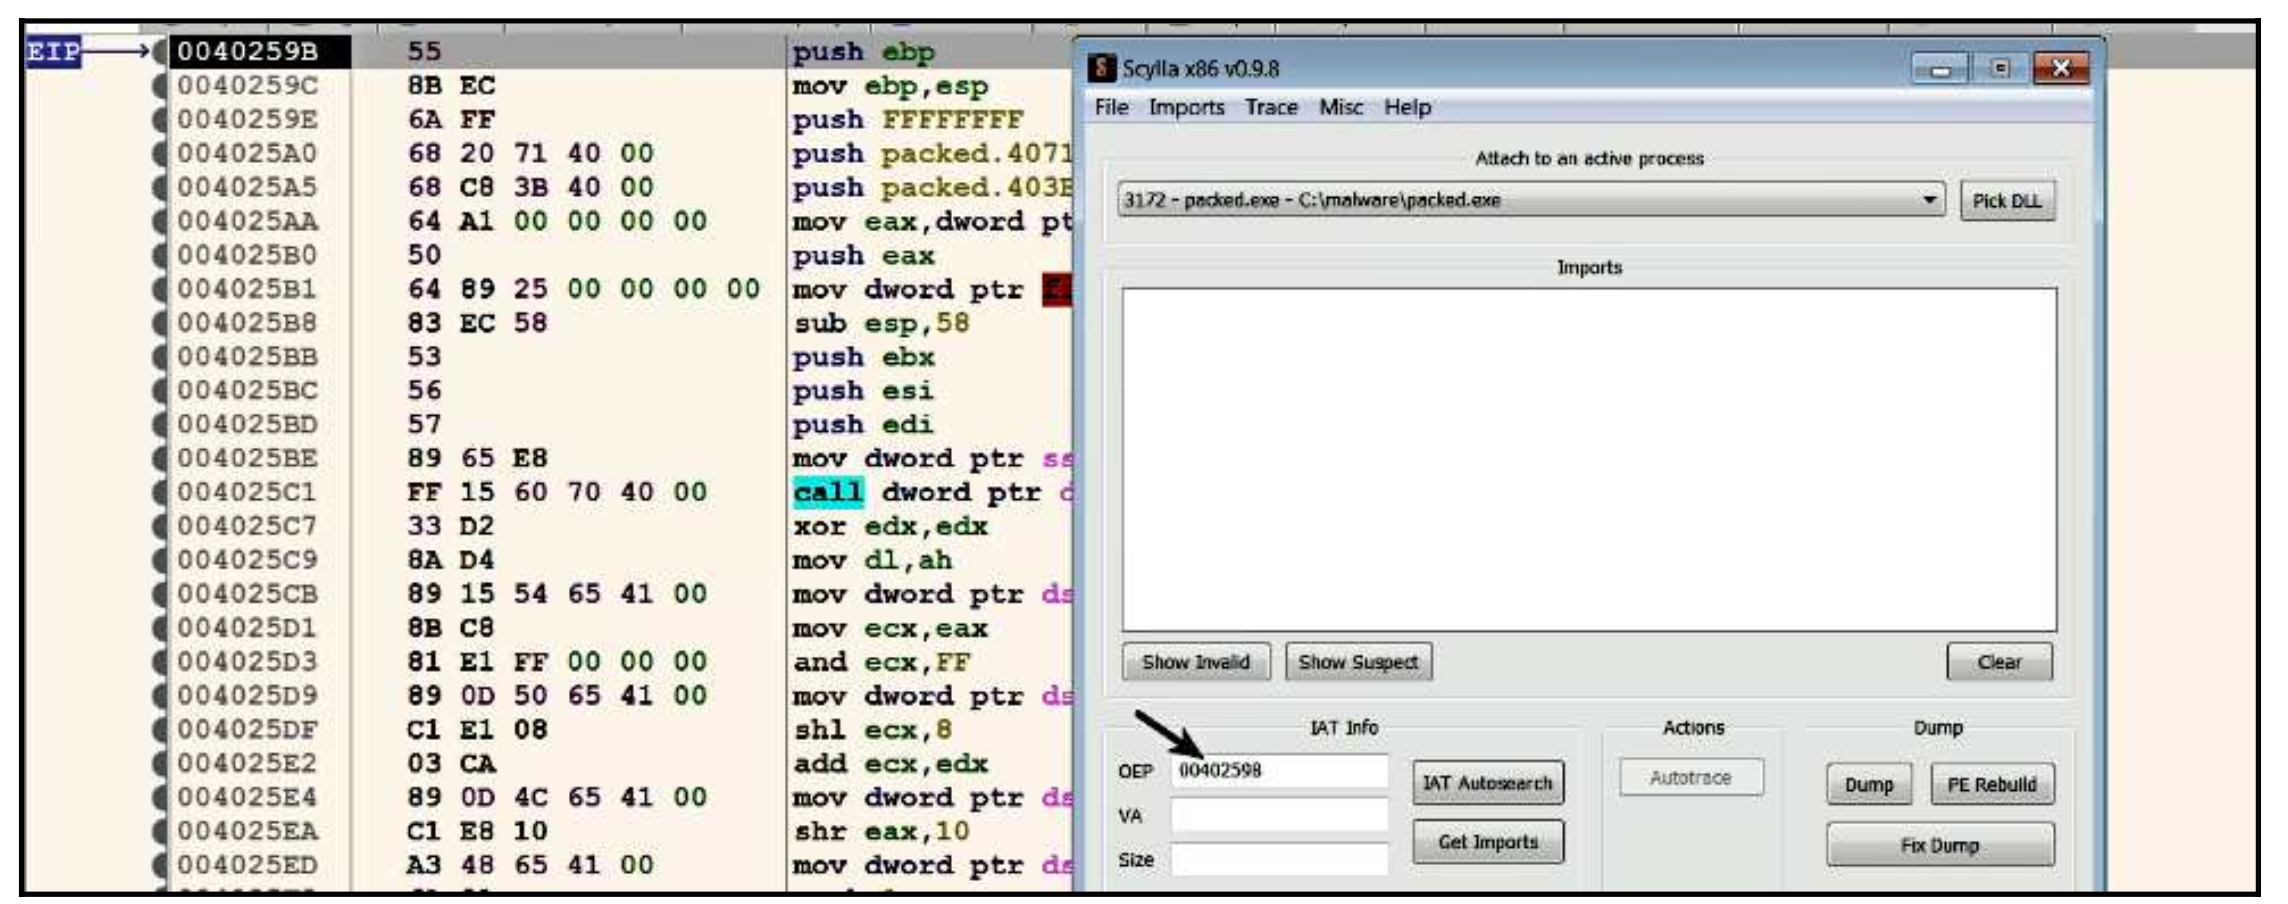 EIP 0040259B 55 push ebp
0040259C 8B EC mov ebp,esp
0040259E 6A FF push FFFFFFFF
004025A0 68 20 71 40 00 push packed.4071
004025A5 68 C8 3B 40 00 push packed.403B
004025AA 64 A1 00 00 00 00 mov eax,dword pt
004025B0 50 push eax
004025B1 64 89 25 00 00 00 00 mov dword ptr
004025B8 83 EC 58 sub esp,58
004025BB 53 push ebx
004025BC 56 push esi
004025BD 57 push edi
004025BE 89 65 E8 mov dword ptr ss
004025C1 FF 15 60 70 40 00 call dword ptr d
004025C7 33 D2 xor edx,edx
004025C9 8A D4 mov dl,ah
004025CB 89 15 54 65 41 00 mov dword ptr ds
004025D1 8B C8 mov ecx,eax
004025D3 81 E1 FF 00 00 00 and ecx,FF
004025D9 89 0D 50 65 41 00 mov dword ptr ds
004025DF C1 E1 08 shl ecx,8
004025E2 03 CA add ecx,edx
004025E4 89 0D 4C 65 41 00 mov dword ptr ds
004025EA C1 E8 10 shr eax,10
004025ED A3 48 65 41 00 mov dword ptr ds
Scylla x86 v0.9.8
File Imports Trace Misc Help
Attach to an active process
3172 - packed.exe - C:\malware\packed.exe Pick DLL
Imports
Show Invalid Show Suspect Clear
IAT Info Actions Dump
OEP 0040259B IAT Autosearch Autotrace Dump PE Rebuild
VA
Get Imports Fix Dump
Size